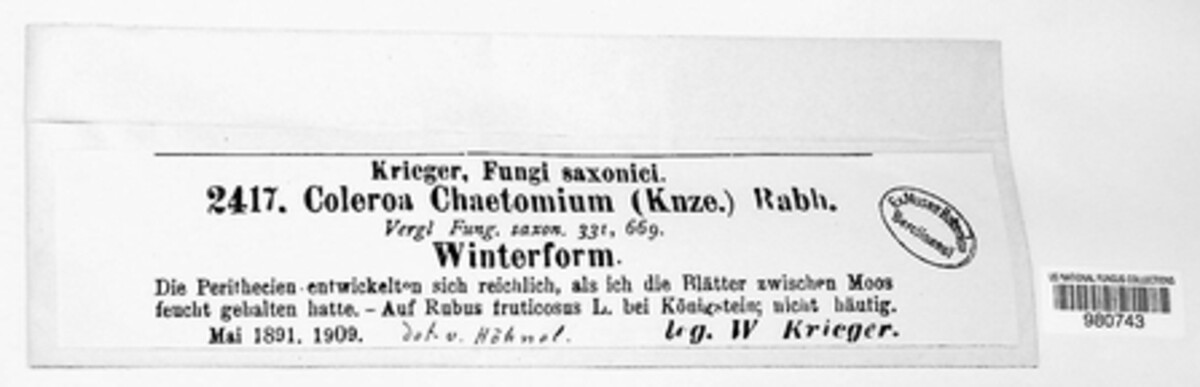 Krieger, Fungi saxonici.
2417. Coleroa Chaetomium (Knze.) Rabh.
Vergl Fung. saxon. 331, 669.
Winterform.
Die Perithecien entwickelten sich reichlich, als ich die Blätter zwischen Moos
feucht gehalten hatte. – Auf Rubus fruticosus L. bei Königstein; nicht häufig.
Mai 1891. 1909. det. v. Höhnel. leg. W Krieger.
Ex Museo
US NATIONAL FUNGUS COLLECTIONS
980743